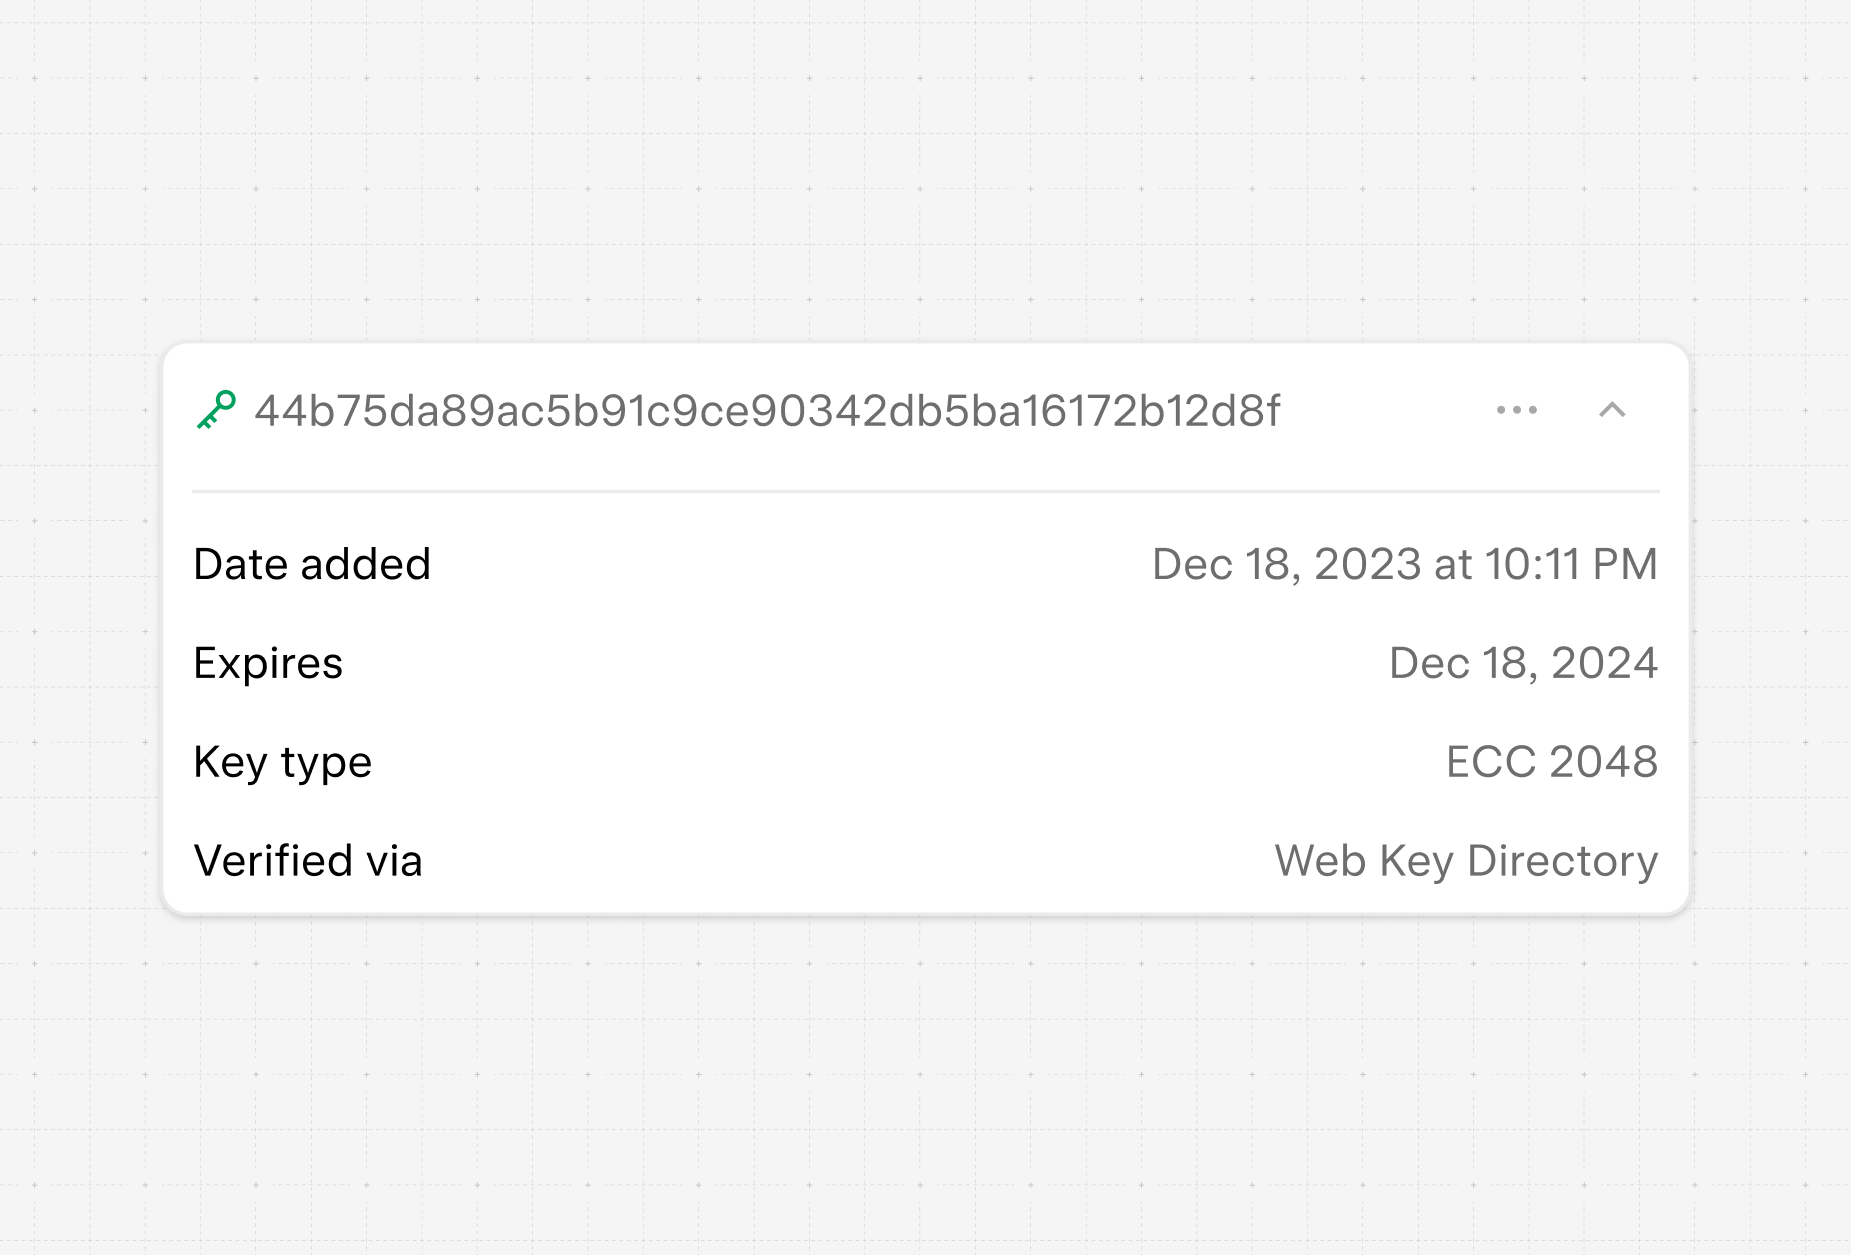 44b75da89ac5b91c9ce90342db5ba16172b12d8f
Date added Dec 18, 2023 at 10:11 PM
Expires Dec 18, 2024
Key type ECC 2048
Verified via Web Key Directory